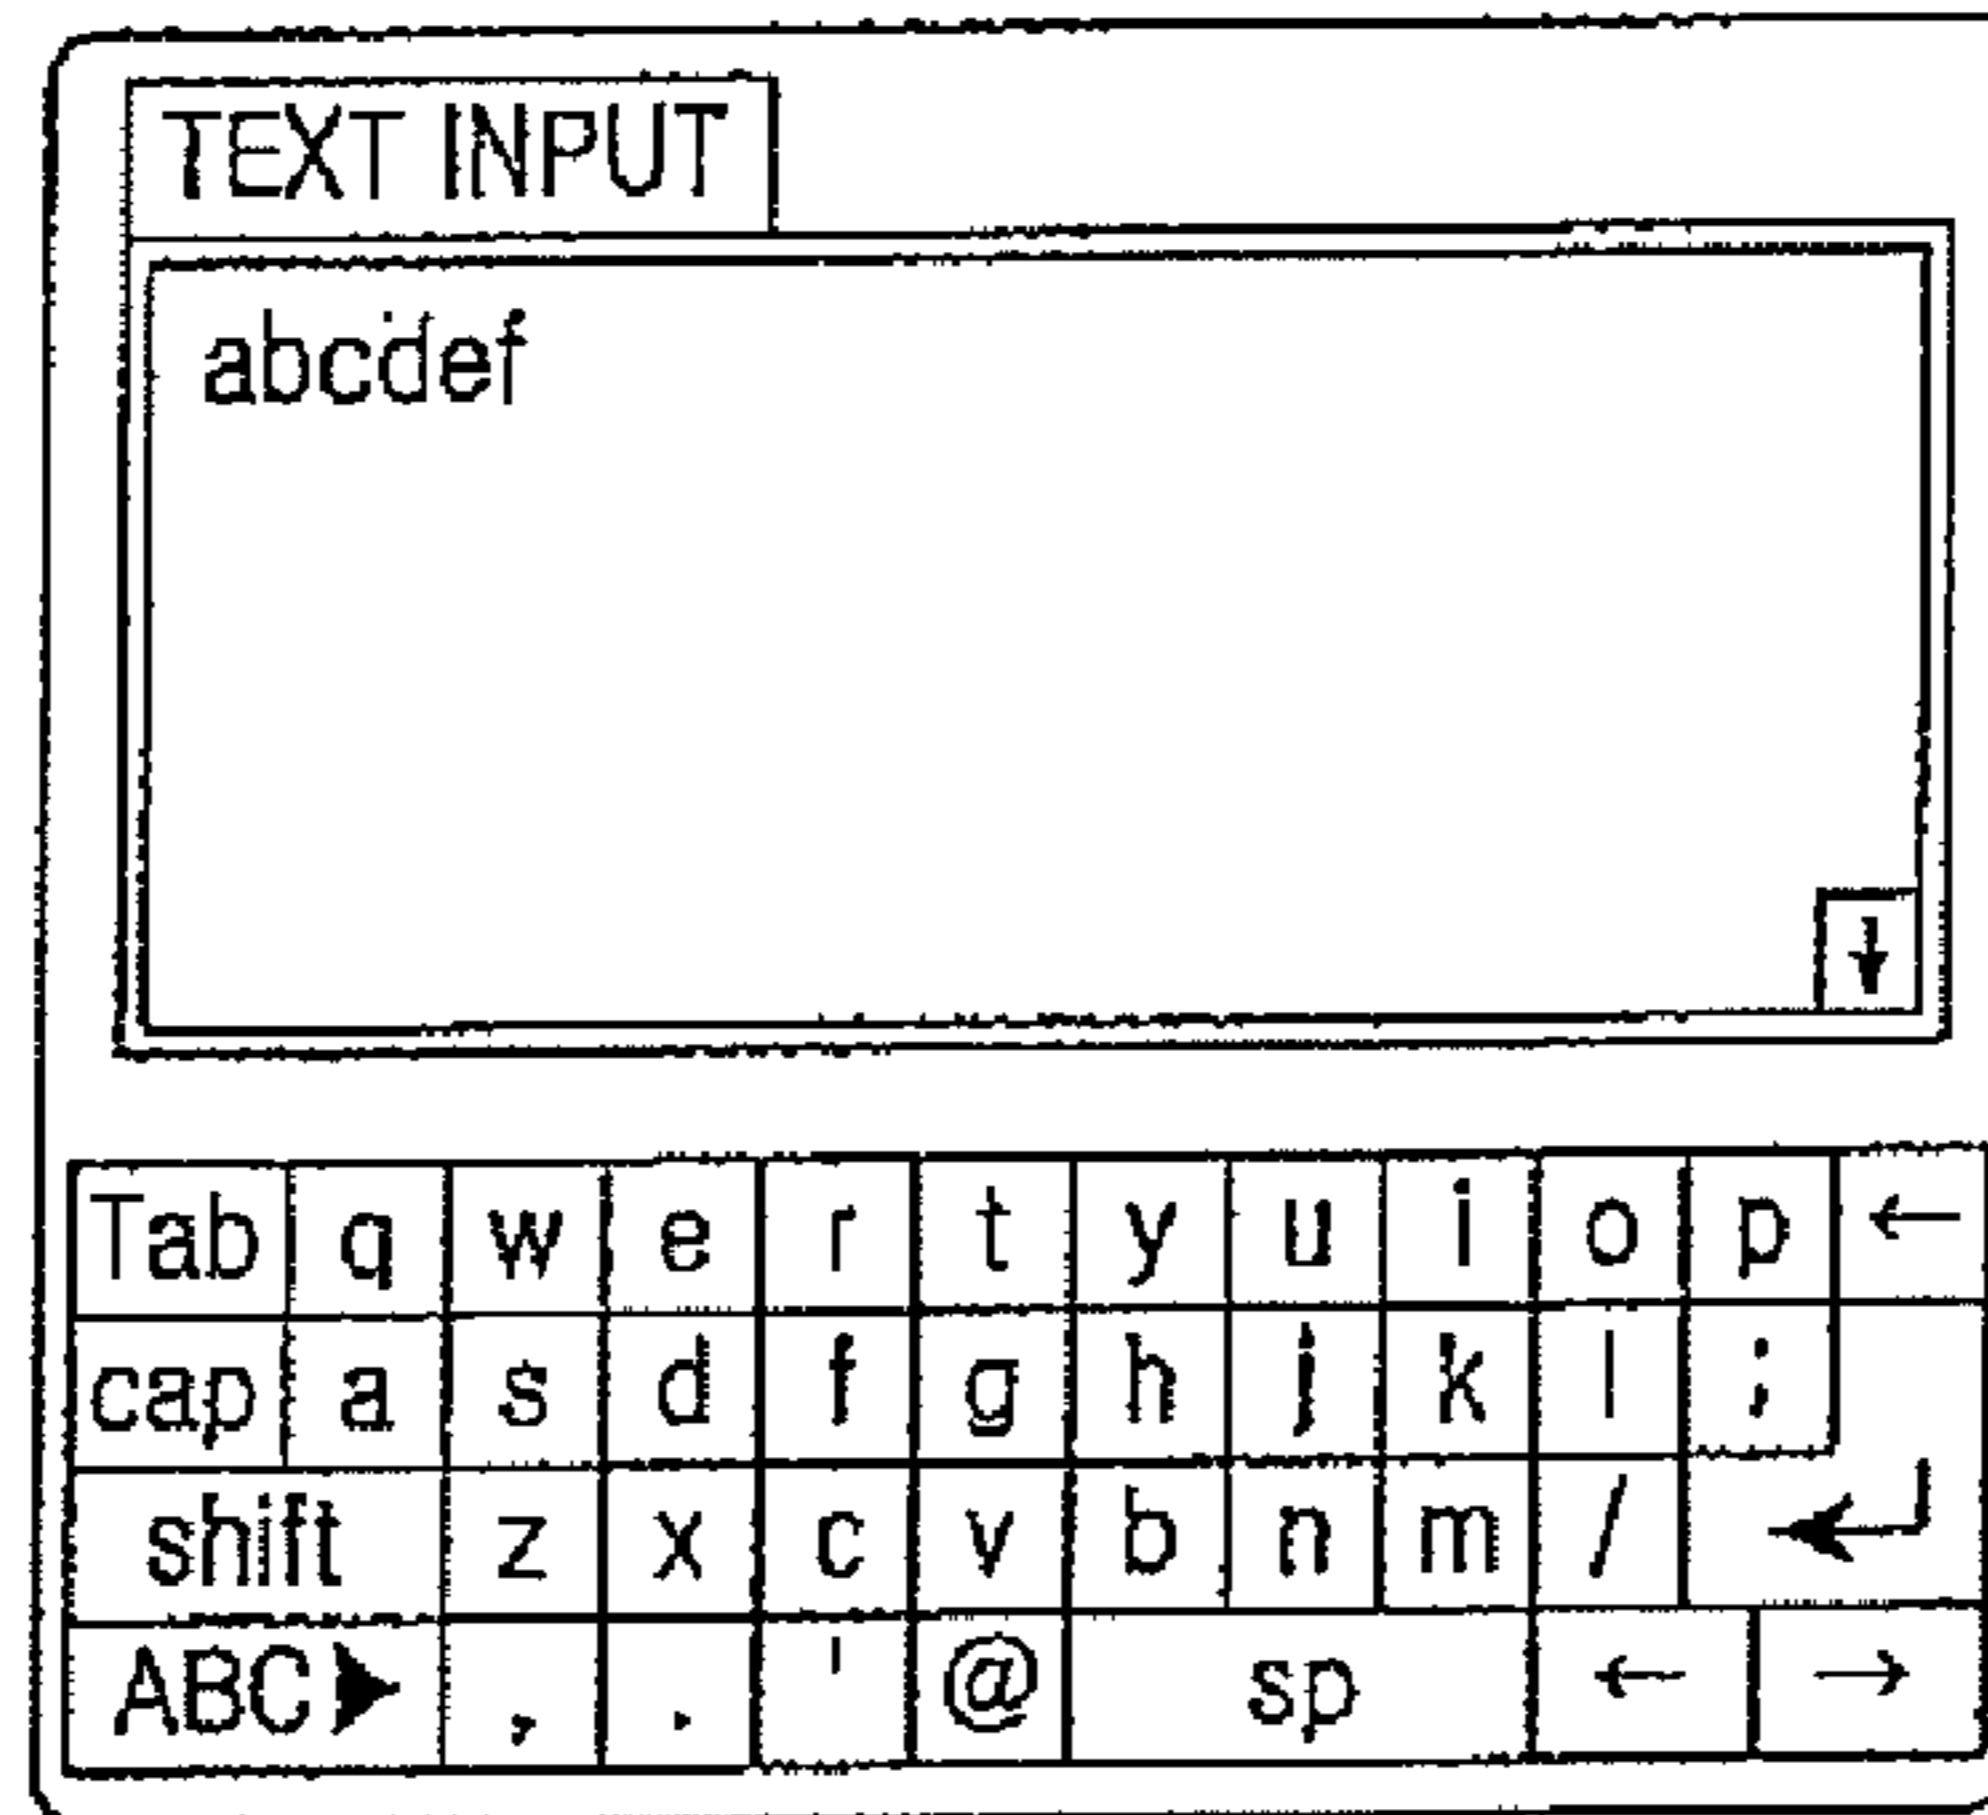 TEXT INPUT
abcdef
↓
Tab q w e r t y u i o p ←
cap a s d f g h j k l ;
shift z x c v b n m / ↵
ABC▶ , . ' @ sp ← →